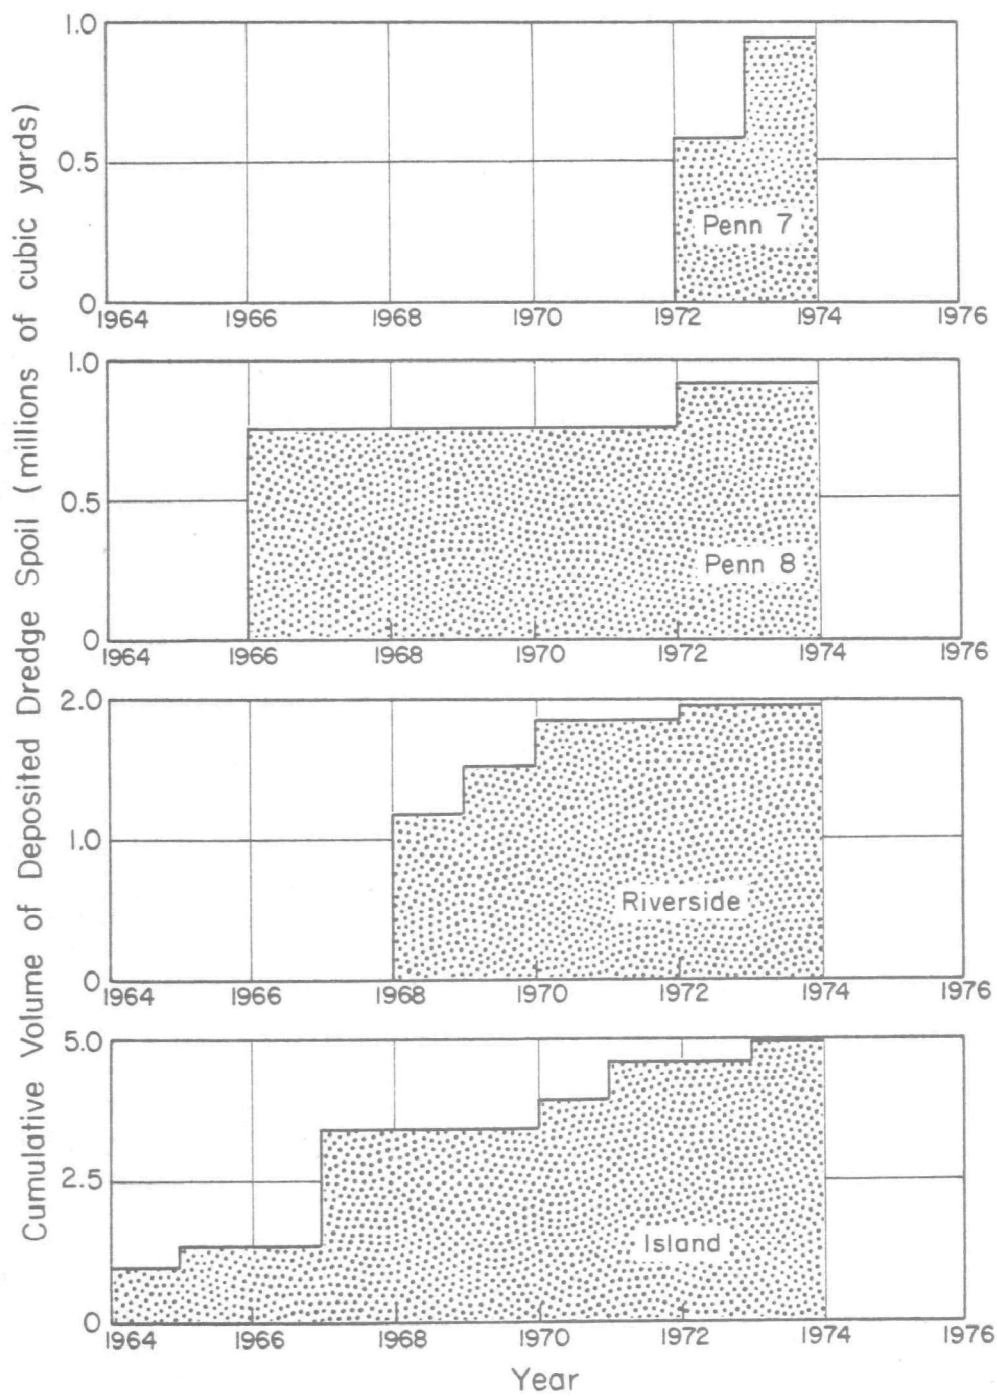 Cumulative Volume of Deposited Dredge Spoil (millions of cubic yards)
1.0
0.5
0
Penn 7
1964 1966 1968 1970 1972 1974 1976
1.0
0.5
0
Penn 8
1964 1966 1968 1970 1972 1974 1976
2.0
1.0
0
Riverside
1964 1966 1968 1970 1972 1974 1976
5.0
2.5
0
Island
1964 1966 1968 1970 1972 1974 1976
Year